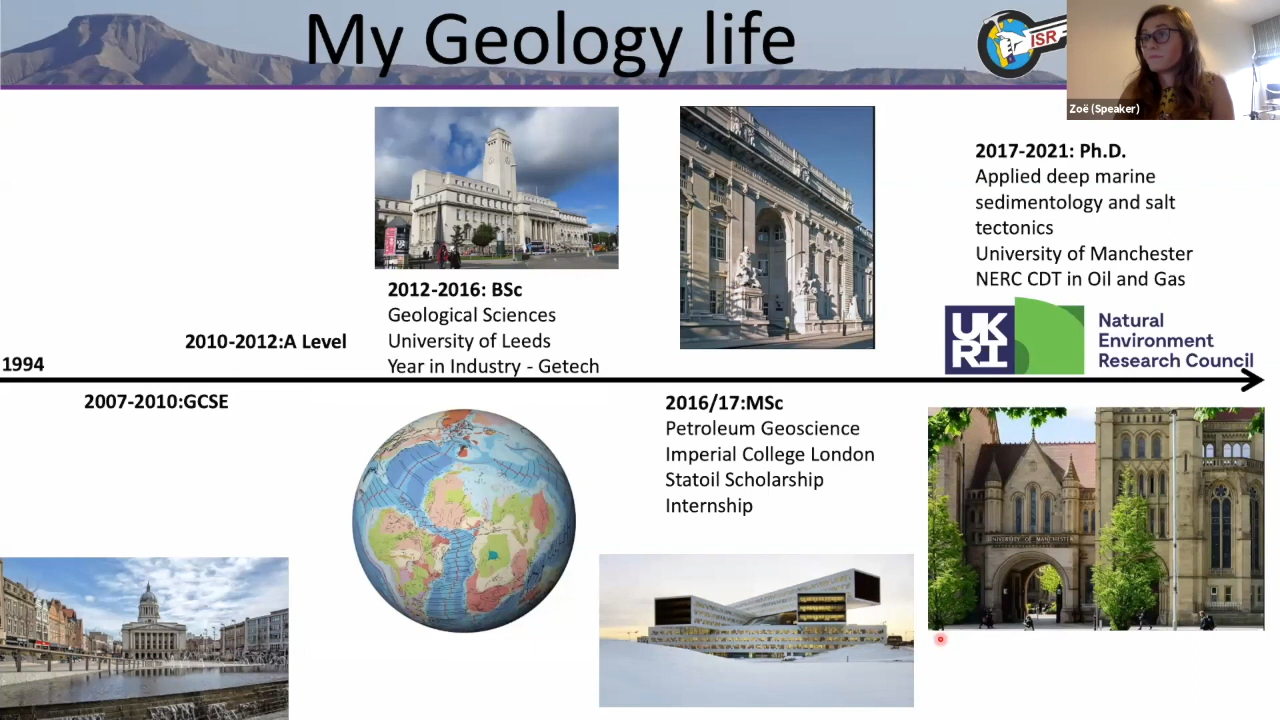 My Geology life
ISR
Zoë (Speaker)
1994
2007-2010:GCSE
2010-2012:A Level
2012-2016: BSc
Geological Sciences
University of Leeds
Year in Industry - Getech
2016/17:MSc
Petroleum Geoscience
Imperial College London
Statoil Scholarship
Internship
2017-2021: Ph.D.
Applied deep marine
sedimentology and salt
tectonics
University of Manchester
NERC CDT in Oil and Gas
UK
RI
Natural
Environment
Research Council
UNIVERSITY OF MANCHESTER